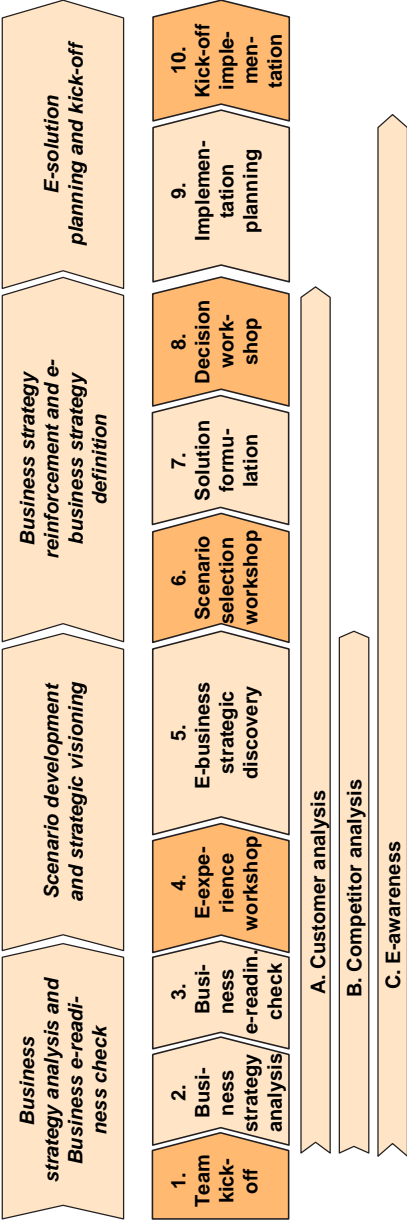 Business
strategy analysis and
Business e-readi-
ness check
Scenario development
and strategic visioning
Business strategy
reinforcement and e-
business strategy
definition
E-solution
planning and kick-off
1.
Team
kick-
off
2.
Busi-
ness
strategy
analysis
3.
Busi-
ness
e-readin.
check
4.
E-expe-
rience
workshop
5.
E-business
strategic
discovery
6.
Scenario
selection
workshop
7.
Solution
formu-
lation
8.
Decision
work-
shop
9.
Implemen-
tation
planning
10.
Kick-off
imple-
men-
tation
A. Customer analysis
B. Competitor analysis
C. E-awareness